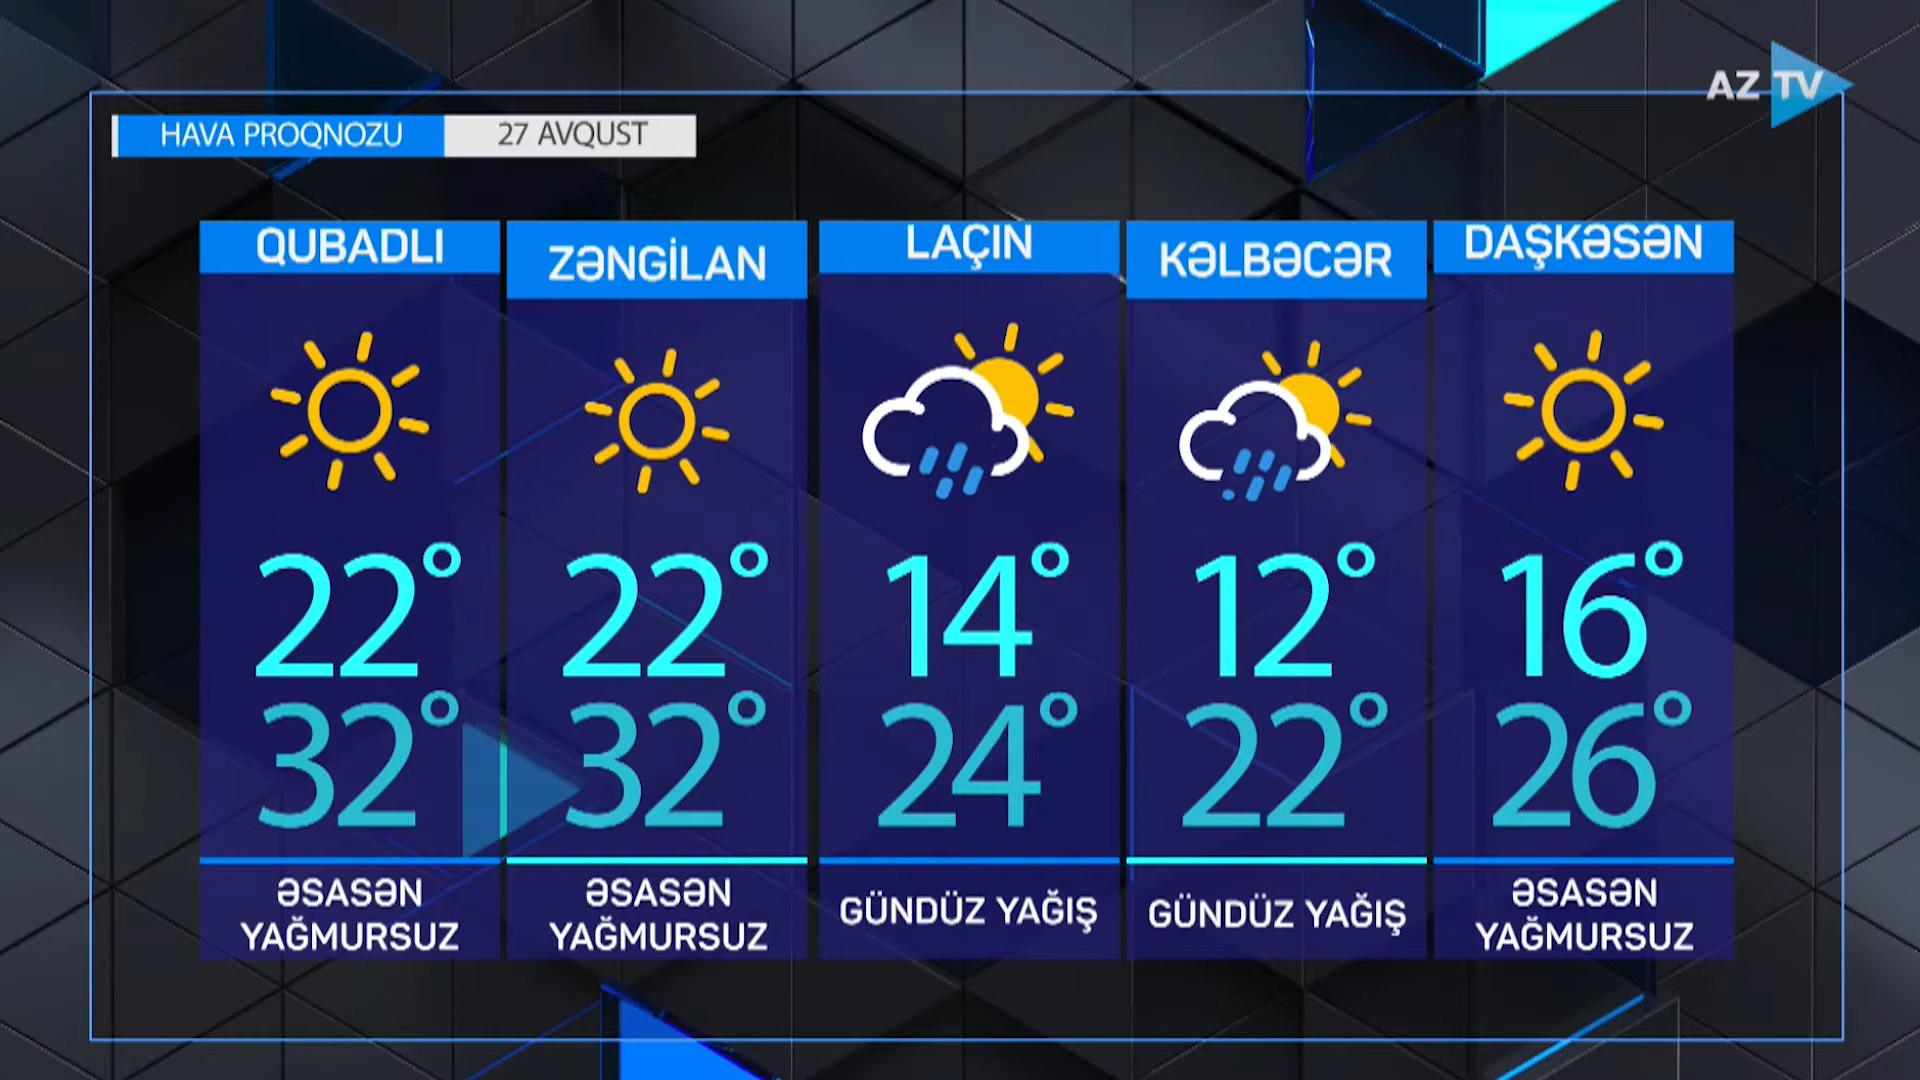 AZ TV
HAVA PROQNOZU
27 AVQUST
QUBADLI
22°
32°
ƏSASƏN
YAĞMURSUZ
ZƏNGİLAN
22°
32°
ƏSASƏN
YAĞMURSUZ
LAÇIN
14°
24°
GÜNDÜZ YAĞIŞ
KƏLBƏCƏR
12°
22°
GÜNDÜZ YAĞIŞ
DAŞKƏSƏN
16°
26°
ƏSASƏN
YAĞMURSUZ